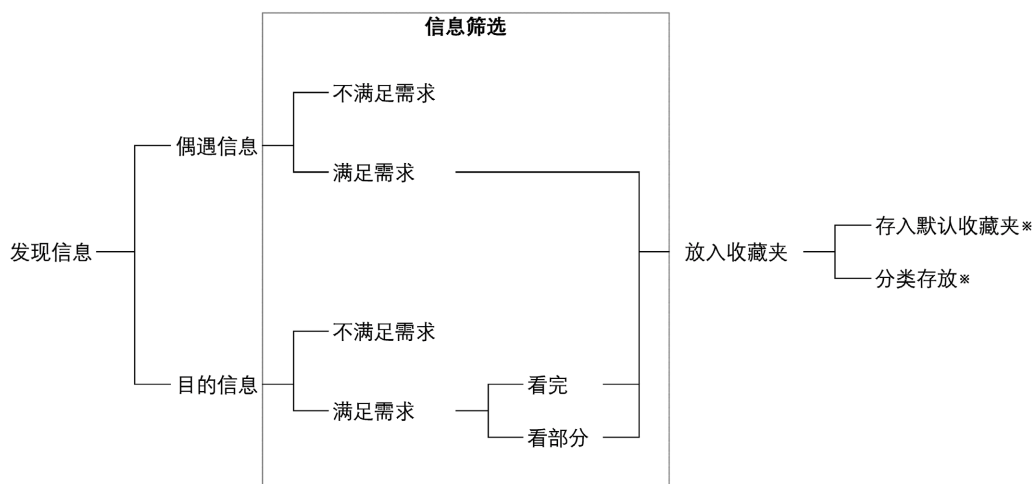 信息筛选
不满足需求
偶遇信息
满足需求
发现信息
放入收藏夹
存入默认收藏夹※
分类存放※
不满足需求
目的信息
满足需求
看完
看部分